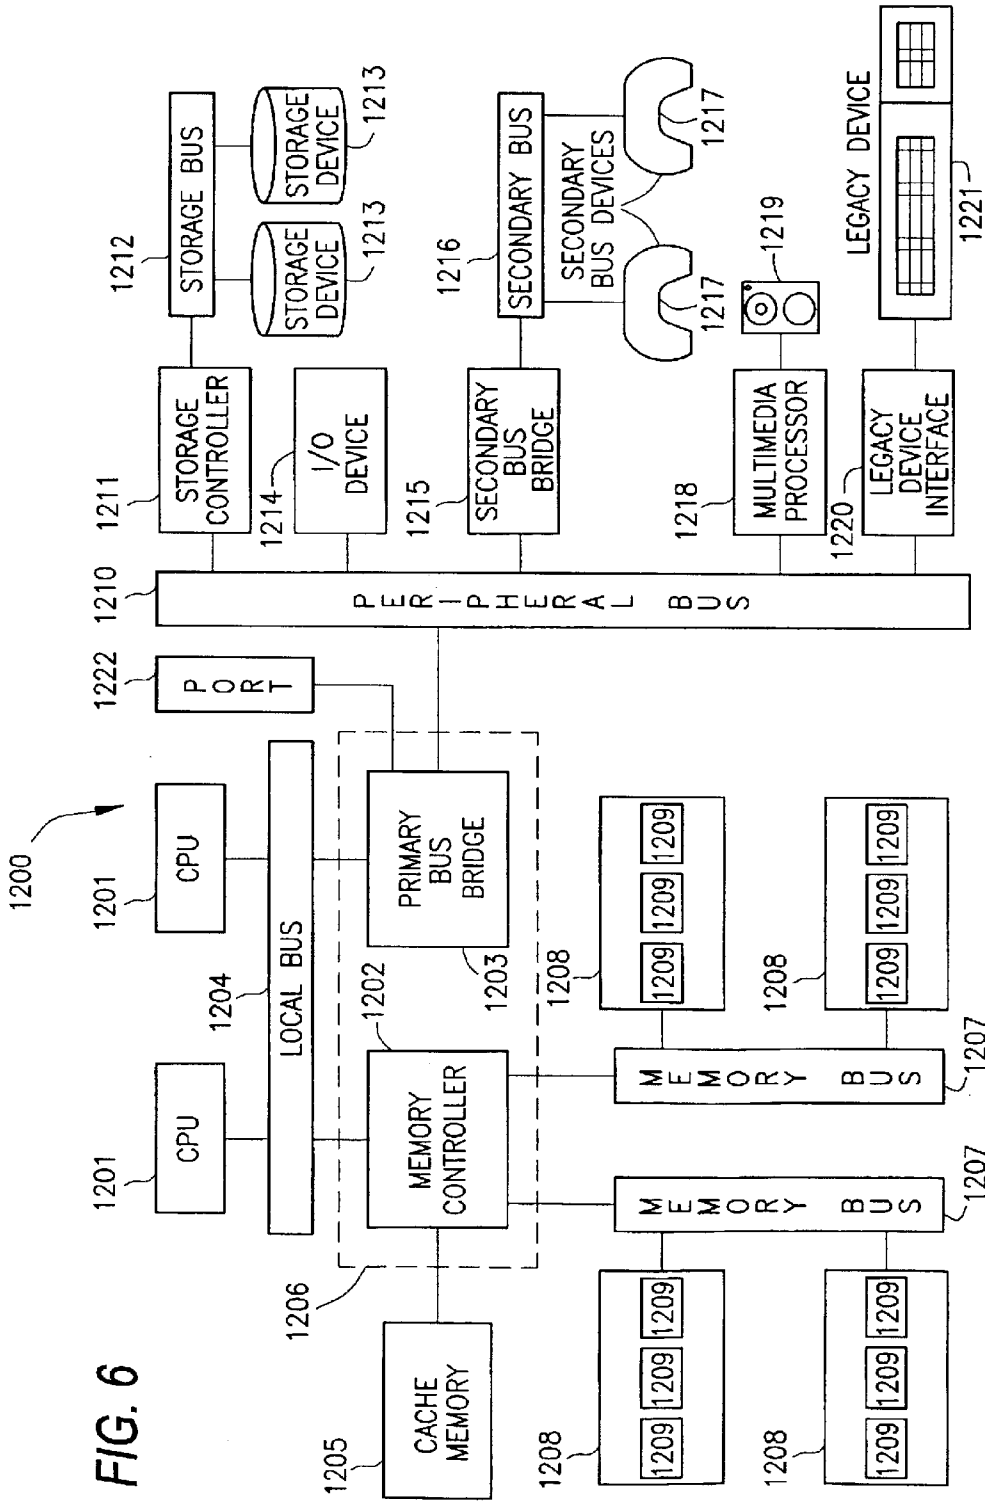 FIG. 6
1200
1201
CPU
1201
CPU
1204
LOCAL BUS
1222
PORT
1210
PERIPHERAL BUS
1206
1202
MEMORY
CONTROLLER
1203
PRIMARY
BUS
BRIDGE
1205
CACHE
MEMORY
1207
MEMORY BUS
1207
MEMORY BUS
1208
1209 1209 1209
1208
1209 1209 1209
1208
1209 1209 1209
1208
1209 1209 1209
1211
STORAGE
CONTROLLER
1212
STORAGE BUS
STORAGE
DEVICE
1213
STORAGE
DEVICE
1213
1214
I/O
DEVICE
1215
SECONDARY
BUS
BRIDGE
1216
SECONDARY BUS
SECONDARY
BUS DEVICES
1217
1217
1218
MULTIMEDIA
PROCESSOR
1219
1220
LEGACY
DEVICE
INTERFACE
LEGACY DEVICE
1221